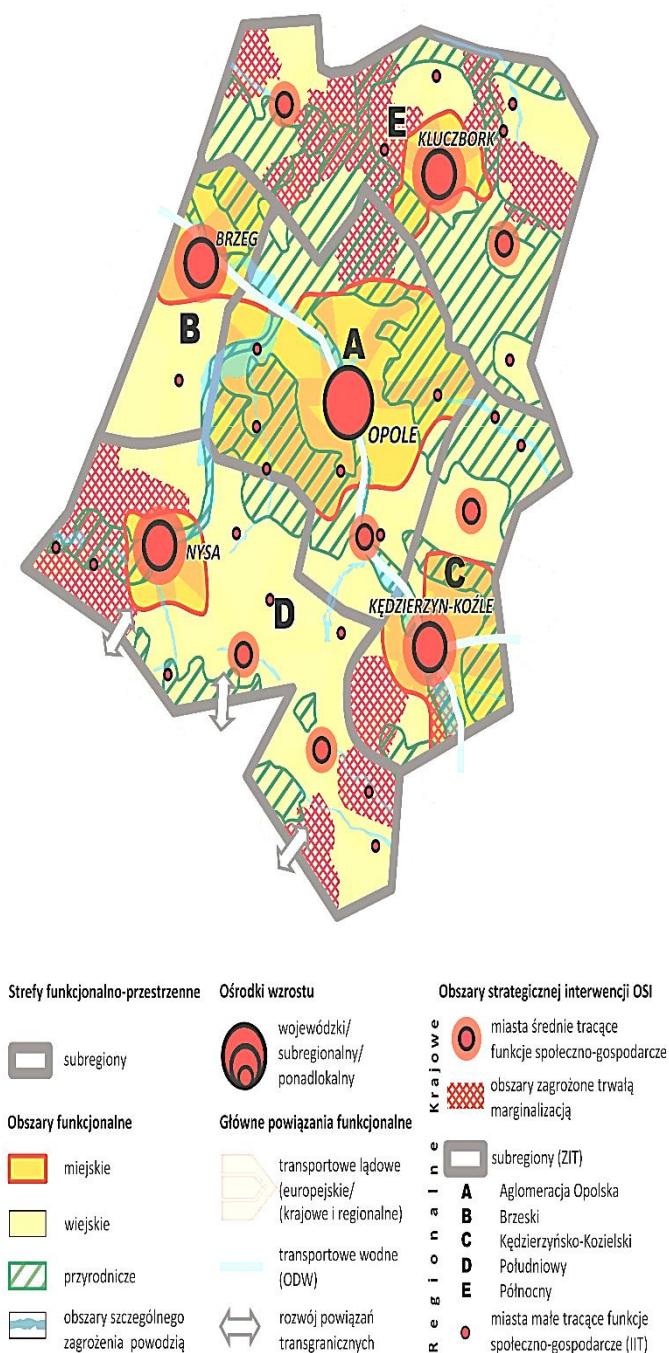 E
KLUCZBORK
BRZEG
B
A
OPOLE
NYSA
C
D
KĘDZIERZYN-KOŹLE
Strefy funkcjonalno-przestrzenne
subregiony
Obszary funkcjonalne
miejskie
wiejskie
przyrodnicze
obszary szczególnego
zagrożenia powodzią
Ośrodki wzrostu
wojewódzki/
subregionalny/
ponadlokalny
Główne powiązania funkcjonalne
transportowe lądowe
(europejskie/
(krajowe i regionalne)
transportowe wodne
(ODW)
rozwój powiązań
transgranicznych
Obszary strategicznej interwencji OSI
Krajowe
miasta średnie tracące
funkcje społeczno-gospodarcze
obszary zagrożone trwałą
marginalizacją
Regionalne
subregiony (ZIT)
A Aglomeracja Opolska
B Brzeski
C Kędzierzyńsko-Kozielski
D Południowy
E Północny
miasta małe tracące funkcje
społeczno-gospodarcze (IIT)